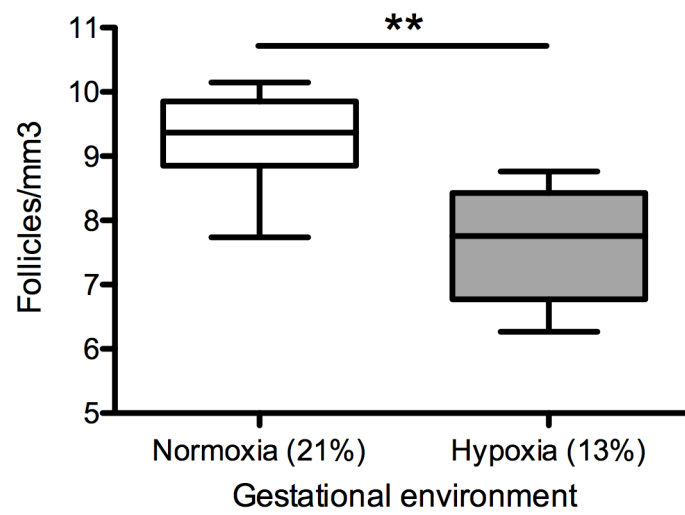 **
11
10
9
8
7
6
5
Follicles/mm3
Normoxia (21%) Hypoxia (13%)
Gestational environment